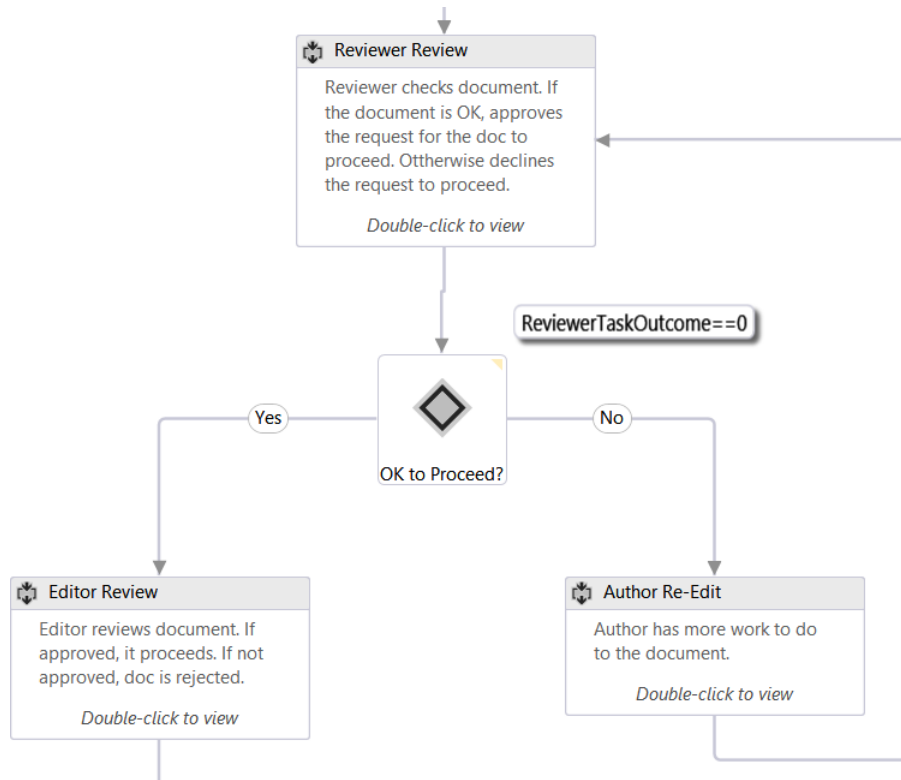 Reviewer Review
Reviewer checks document. If
the document is OK, approves
the request for the doc to
proceed. Ottherwise declines
the request to proceed.
Double-click to view
ReviewerTaskOutcome==0
Yes
No
OK to Proceed?
Editor Review
Editor reviews document. If
approved, it proceeds. If not
approved, doc is rejected.
Double-click to view
Author Re-Edit
Author has more work to do
to the document.
Double-click to view